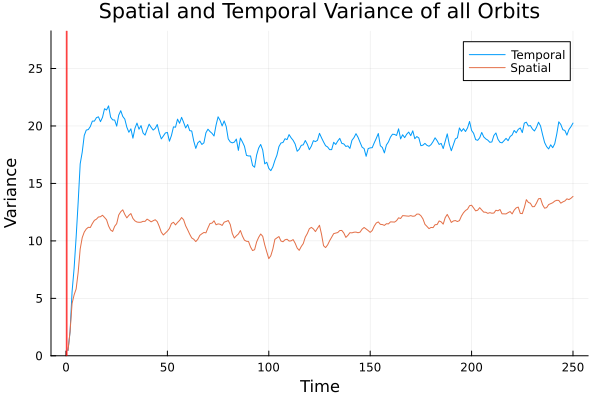 Spatial and Temporal Variance of all Orbits
Temporal
Spatial
Variance
25
20
15
10
5
0
0 50 100 150 200 250
Time